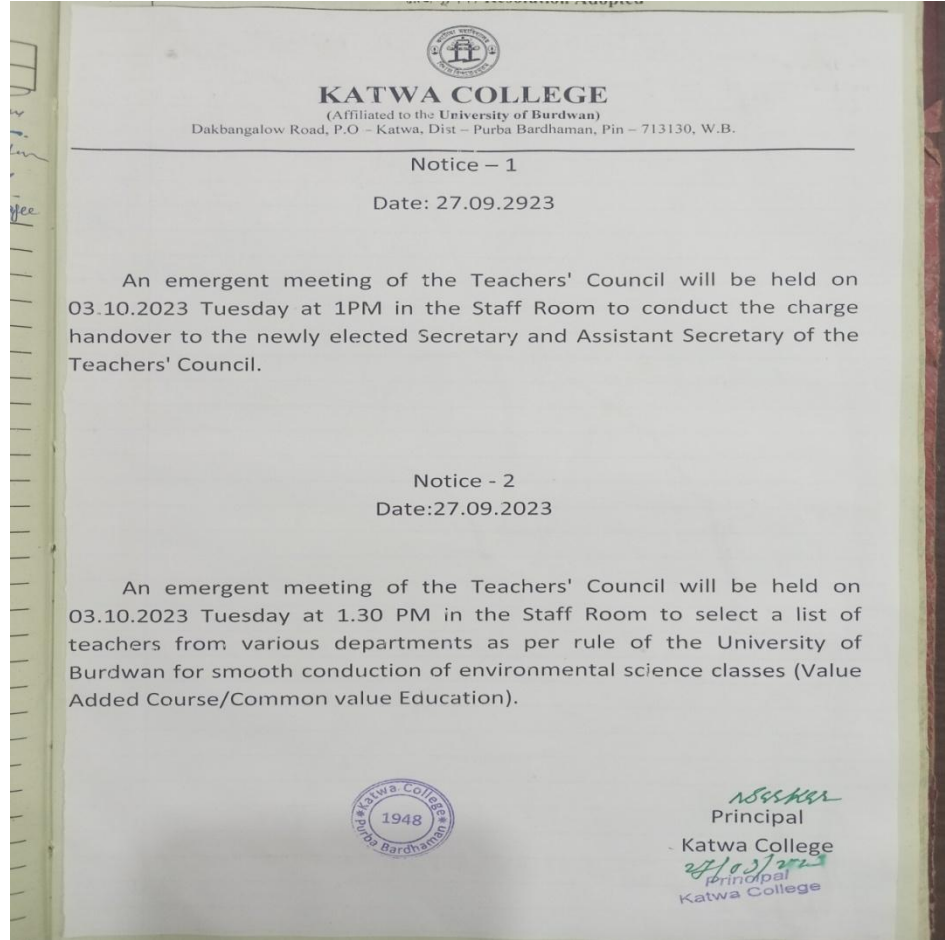 Resolution Adopted
KATWA COLLEGE
(Affiliated to the University of Burdwan)
Dakbangalow Road, P.O – Katwa, Dist – Purba Bardhaman, Pin – 713130, W.B.
Notice – 1
Date: 27.09.2923
An emergent meeting of the Teachers' Council will be held on
03.10.2023 Tuesday at 1PM in the Staff Room to conduct the charge
handover to the newly elected Secretary and Assistant Secretary of the
Teachers' Council.
Notice - 2
Date:27.09.2023
An emergent meeting of the Teachers' Council will be held on
03.10.2023 Tuesday at 1.30 PM in the Staff Room to select a list of
teachers from various departments as per rule of the University of
Burdwan for smooth conduction of environmental science classes (Value
Added Course/Common value Education).
Katwa College
1948
Purba Bardhaman
Principal
Katwa College
Principal
Katwa College